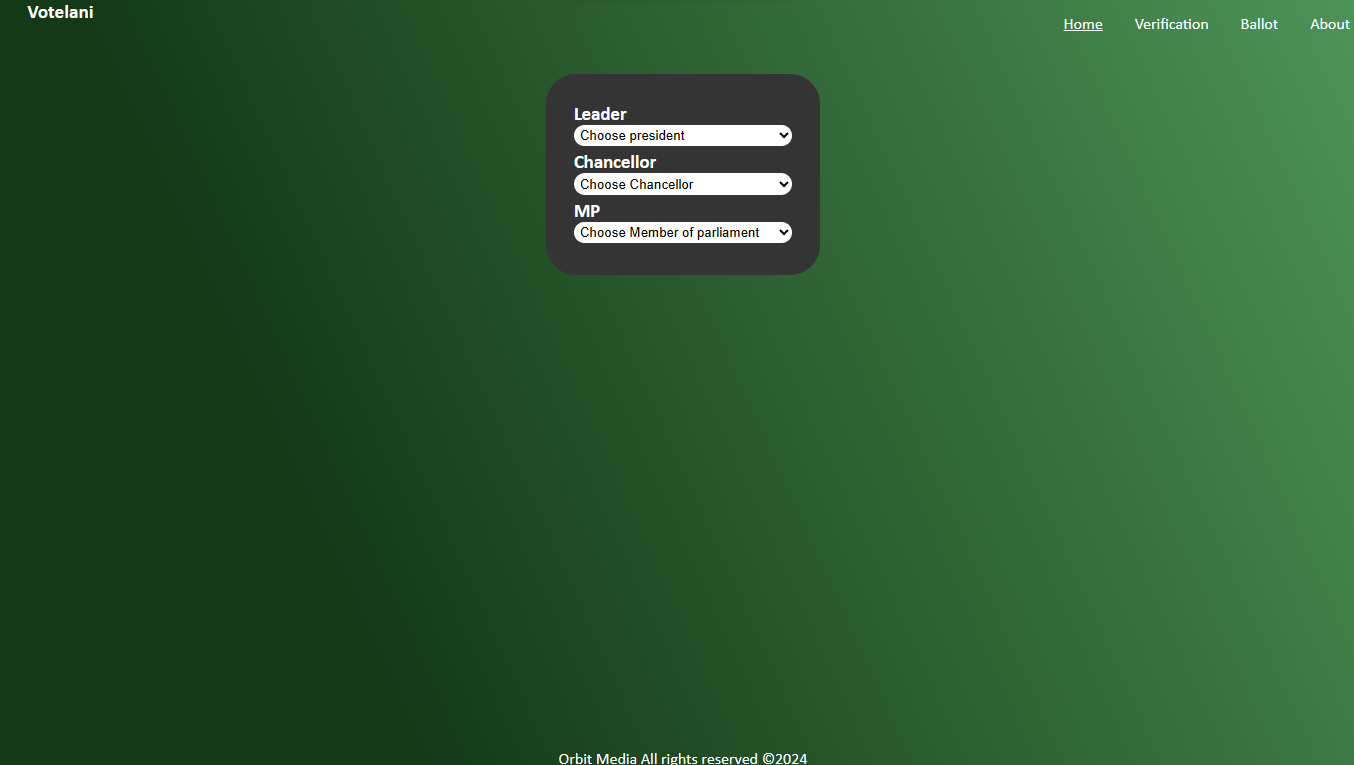 Votelani
Home Verification Ballot About
Leader
Choose president
Chancellor
Choose Chancellor
MP
Choose Member of parliament
Orbit Media All rights reserved ©2024